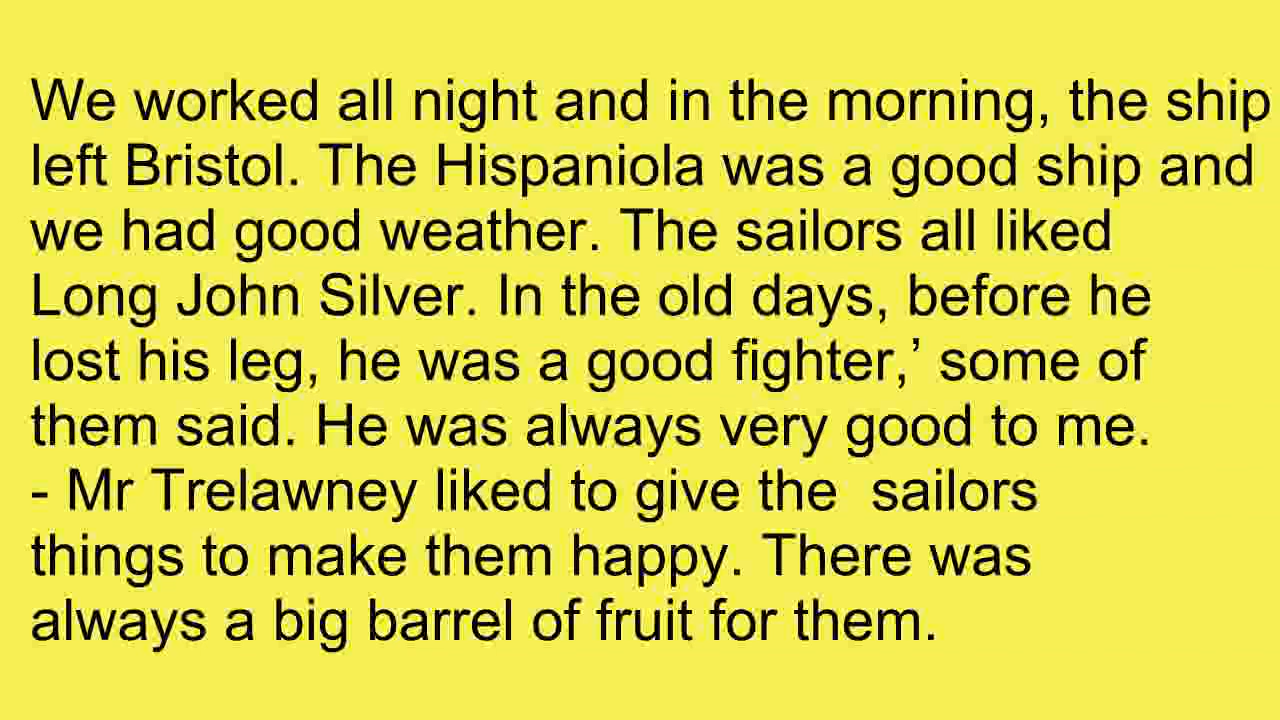 We worked all night and in the morning, the ship
left Bristol. The Hispaniola was a good ship and
we had good weather. The sailors all liked
Long John Silver. In the old days, before he
lost his leg, he was a good fighter,’ some of
them said. He was always very good to me.
- Mr Trelawney liked to give the  sailors
things to make them happy. There was
always a big barrel of fruit for them.